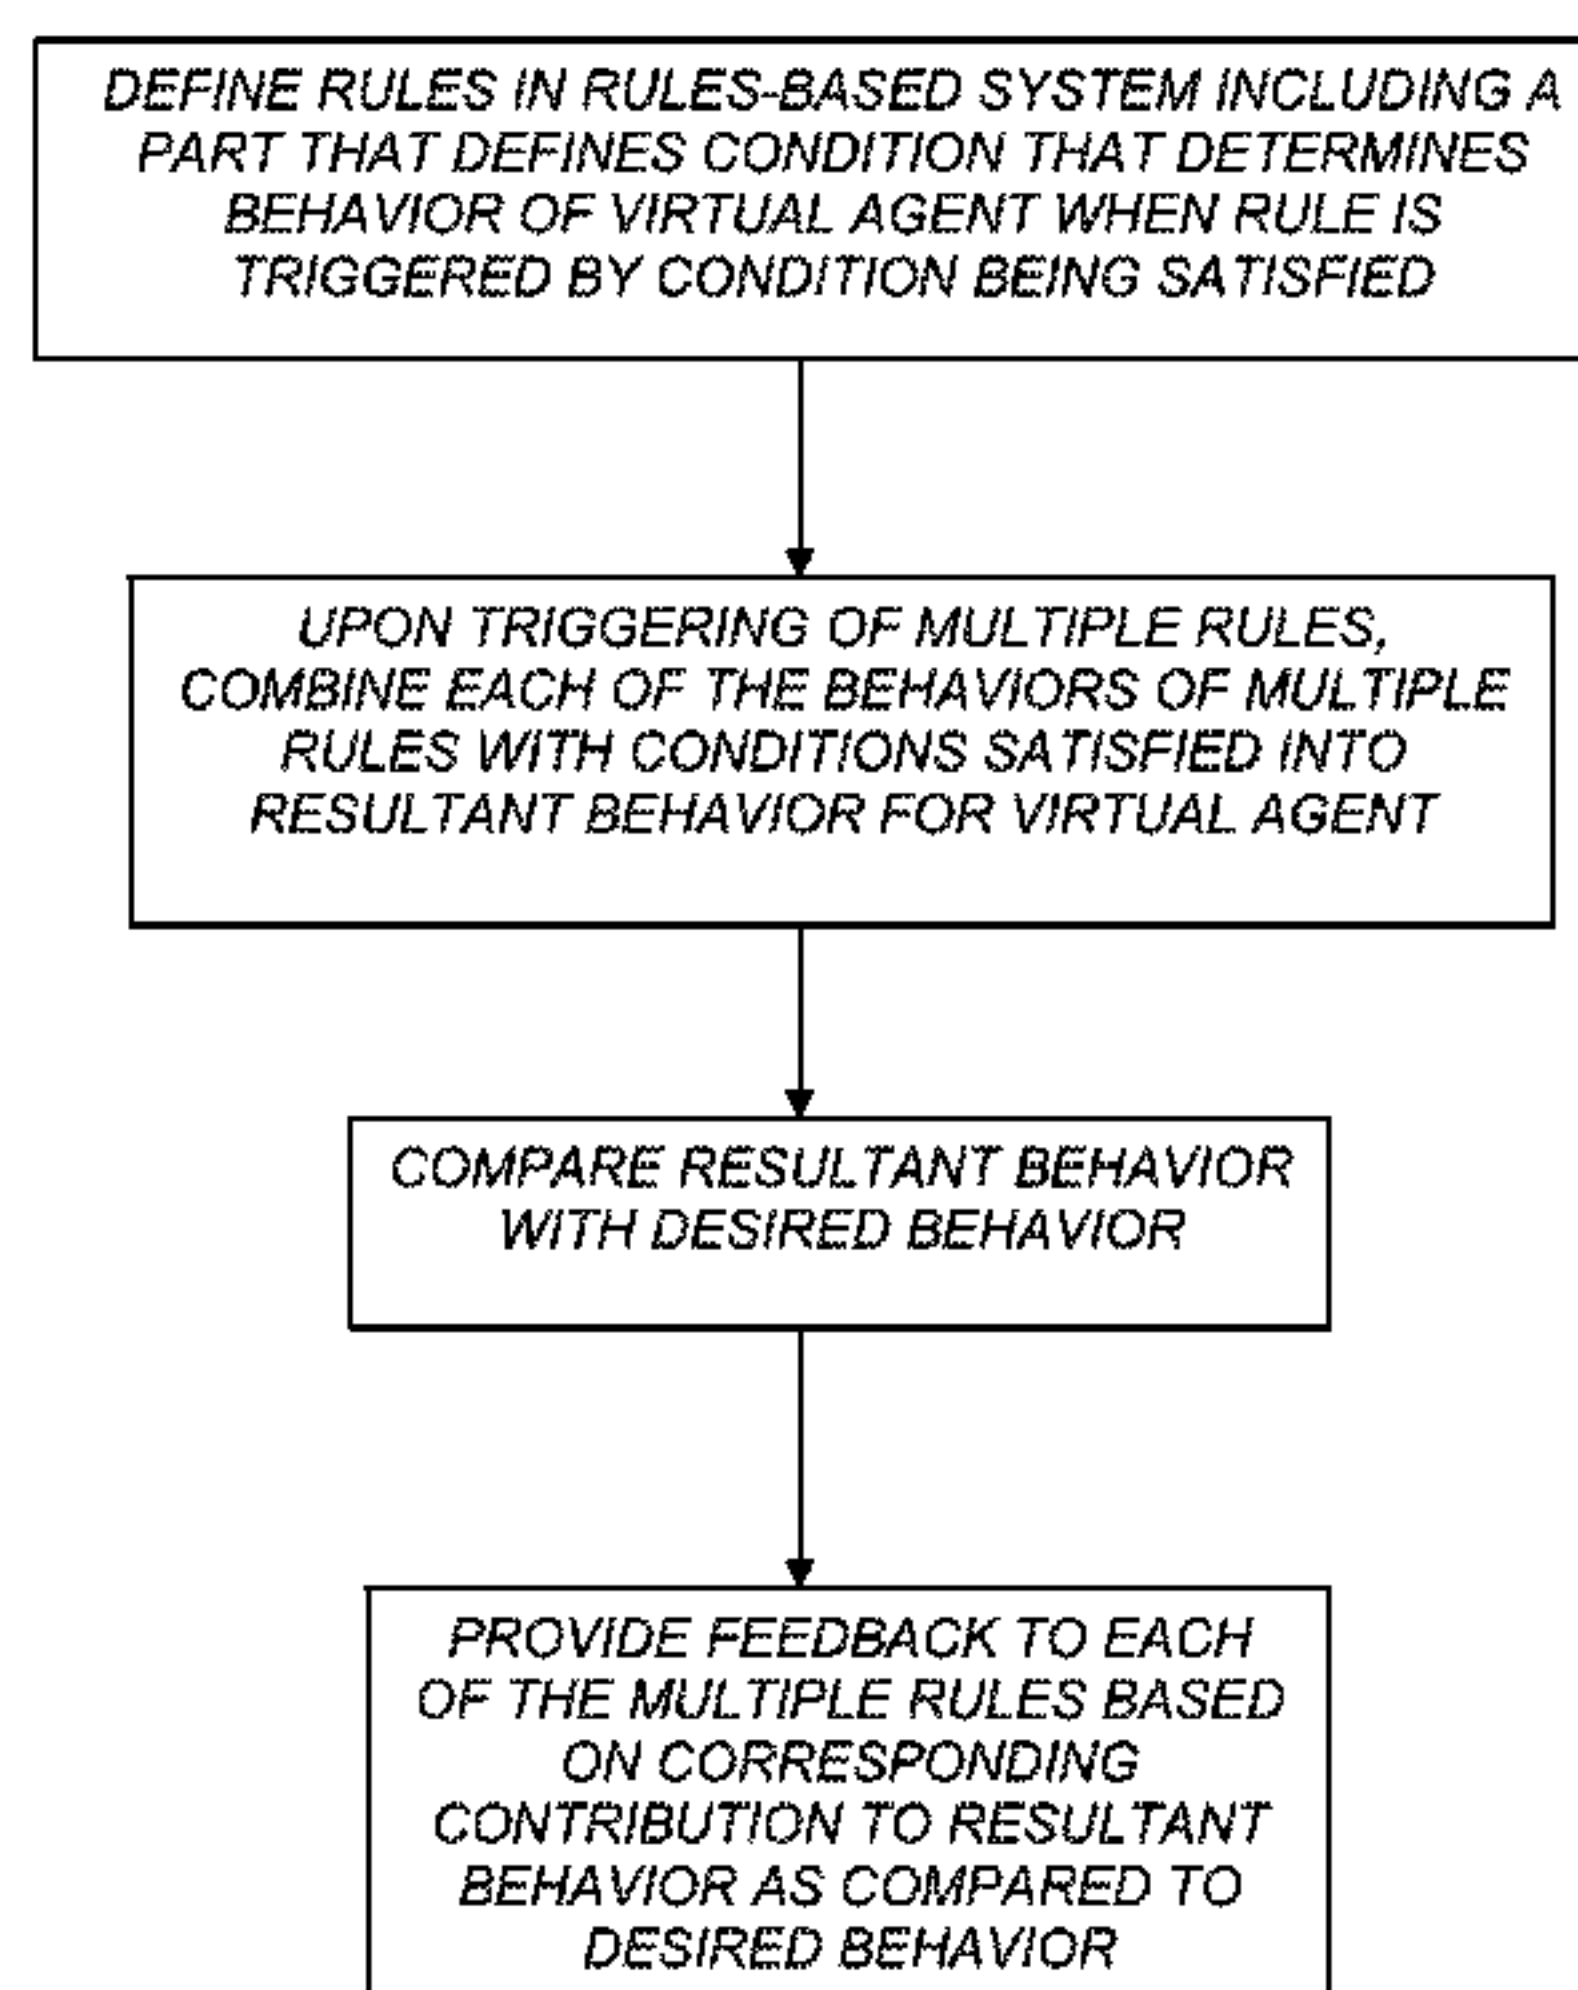 DEFINE RULES IN RULES-BASED SYSTEM INCLUDING A
PART THAT DEFINES CONDITION THAT DETERMINES
BEHAVIOR OF VIRTUAL AGENT WHEN RULE IS
TRIGGERED BY CONDITION BEING SATISFIED
UPON TRIGGERING OF MULTIPLE RULES,
COMBINE EACH OF THE BEHAVIORS OF MULTIPLE
RULES WITH CONDITIONS SATISFIED INTO
RESULTANT BEHAVIOR FOR VIRTUAL AGENT
COMPARE RESULTANT BEHAVIOR
WITH DESIRED BEHAVIOR
PROVIDE FEEDBACK TO EACH
OF THE MULTIPLE RULES BASED
ON CORRESPONDING
CONTRIBUTION TO RESULTANT
BEHAVIOR AS COMPARED TO
DESIRED BEHAVIOR